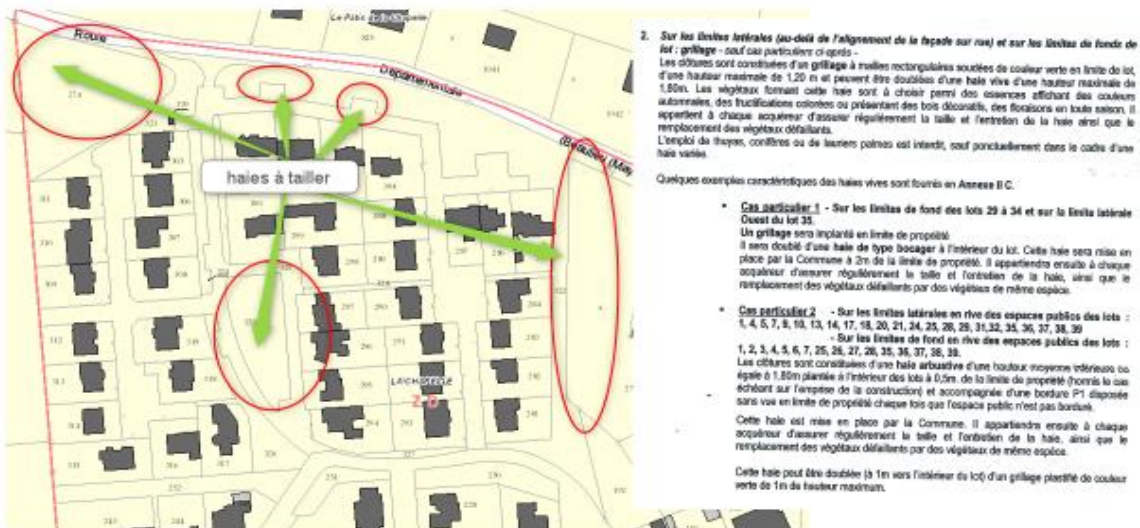 Le Pâtis de la Chapelle
Route
Départementale
(Beaulieu
haies à tailler
LA CHARGÉE
Z D
2. Sur les limites latérales (au-delà de l'alignement de la façade sur rue) et sur les limites de fonds de
lot : grillage - sauf cas particuliers ci-après -
Les clôtures sont constituées d'un grillage à mailles rectangulaires soudées de couleur verte en limite de lot,
d'une hauteur maximale de 1,20 m et peuvent être doublées d'une haie vive d'une hauteur maximale de
1,80m. Les végétaux formant cette haie sont à choisir parmi des essences affichant des couleurs
automnales, des fructifications colorées ou présentant des bois décoratifs, des floraisons en toute saison. Il
appartient à chaque acquéreur d'assurer régulièrement la taille et l'entretien de la haie ainsi que le
remplacement des végétaux défaillants.
L'emploi de thuyas, conifères ou de lauriers palmes est interdit, sauf ponctuellement dans le cadre d'une
haie variée.
Quelques exemples caractéristiques des haies vives sont fournis en Annexe II C.
• Cas particulier 1 - Sur les limites de fond des lots 29 à 34 et sur la limite latérale
Ouest du lot 35.
Un grillage sera implanté en limite de propriété
Il sera doublé d'une haie de type bocager à l'intérieur du lot. Cette haie sera mise en
place par la Commune à 2m de la limite de propriété. Il appartiendra ensuite à chaque
acquéreur d'assurer régulièrement la taille et l'entretien de la haie, ainsi que le
remplacement des végétaux défaillants par des végétaux de même espèce.
• Cas particulier 2 - Sur les limites latérales en rive des espaces publics des lots :
1, 4, 5, 7, 9, 10, 13, 14, 17, 18, 20, 21, 24, 25, 28, 29, 31,32, 35, 36, 37, 38, 39
- Sur les limites de fond en rive des espaces publics des lots :
1, 2, 3, 4, 5, 6, 7, 25, 26, 27, 28, 35, 36, 37, 38, 39.
Les clôtures sont constituées d'une haie arbustive d'une hauteur moyenne inférieure ou
égale à 1,80m plantée à l'intérieur des lots à 0,5m. de la limite de propriété (hormis le cas
échéant sur l'emprise de la construction) et accompagnée d'une bordure P1 disposée
sans vue en limite de propriété chaque fois que l'espace public n'est pas bordurée.
Cette haie est mise en place par la Commune. Il appartiendra ensuite à chaque
acquéreur d'assurer régulièrement la taille et l'entretien de la haie, ainsi que le
remplacement des végétaux défaillants par des végétaux de même espèce.
Cette haie peut être doublée (à 1m vers l'intérieur du lot) d'un grillage plastifié de couleur
verte de 1m de hauteur maximum.